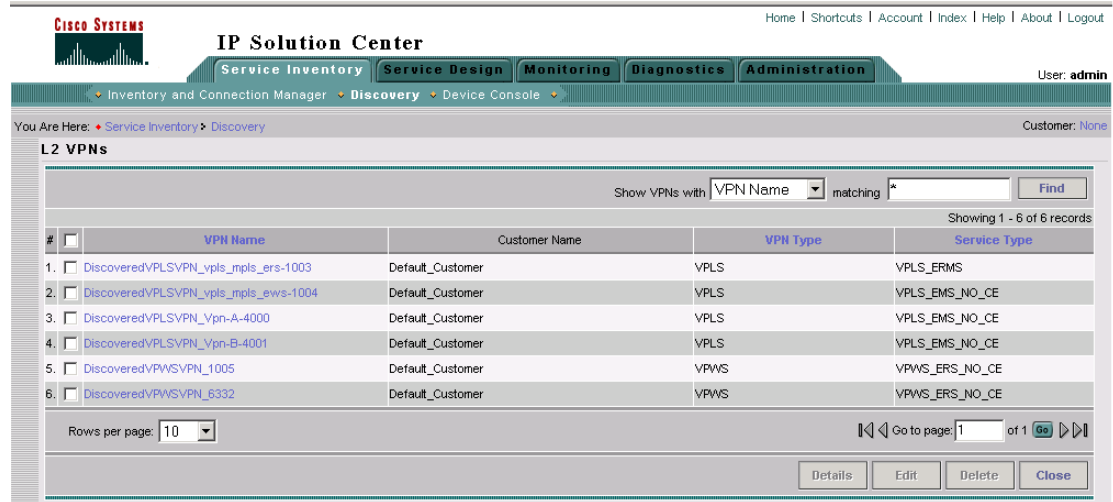 Home | Shortcuts | Account | Index | Help | About | Logout
CISCO SYSTEMS
IP Solution Center
Service Inventory Service Design Monitoring Diagnostics Administration
User: admin
Inventory and Connection Manager Discovery Device Console
You Are Here: Service Inventory Discovery Customer: None
L2 VPNs
Show VPNs with VPN Name matching * Find
Showing 1 - 6 of 6 records
# VPN Name Customer Name VPN Type Service Type
1. DiscoveredVPLSVPN_vpls_mpls_ers-1003 Default_Customer VPLS VPLS_ERMS
2. DiscoveredVPLSVPN_vpls_mpls_ews-1004 Default_Customer VPLS VPLS_EMS_NO_CE
3. DiscoveredVPLSVPN_Vpn-A-4000 Default_Customer VPLS VPLS_EMS_NO_CE
4. DiscoveredVPLSVPN_Vpn-B-4001 Default_Customer VPLS VPLS_EMS_NO_CE
5. DiscoveredVPWSVPN_1005 Default_Customer VPWS VPWS_ERS_NO_CE
6. DiscoveredVPWSVPN_6332 Default_Customer VPWS VPWS_ERS_NO_CE
Rows per page: 10 Go to page: 1 of 1 Go
Details Edit Delete Close